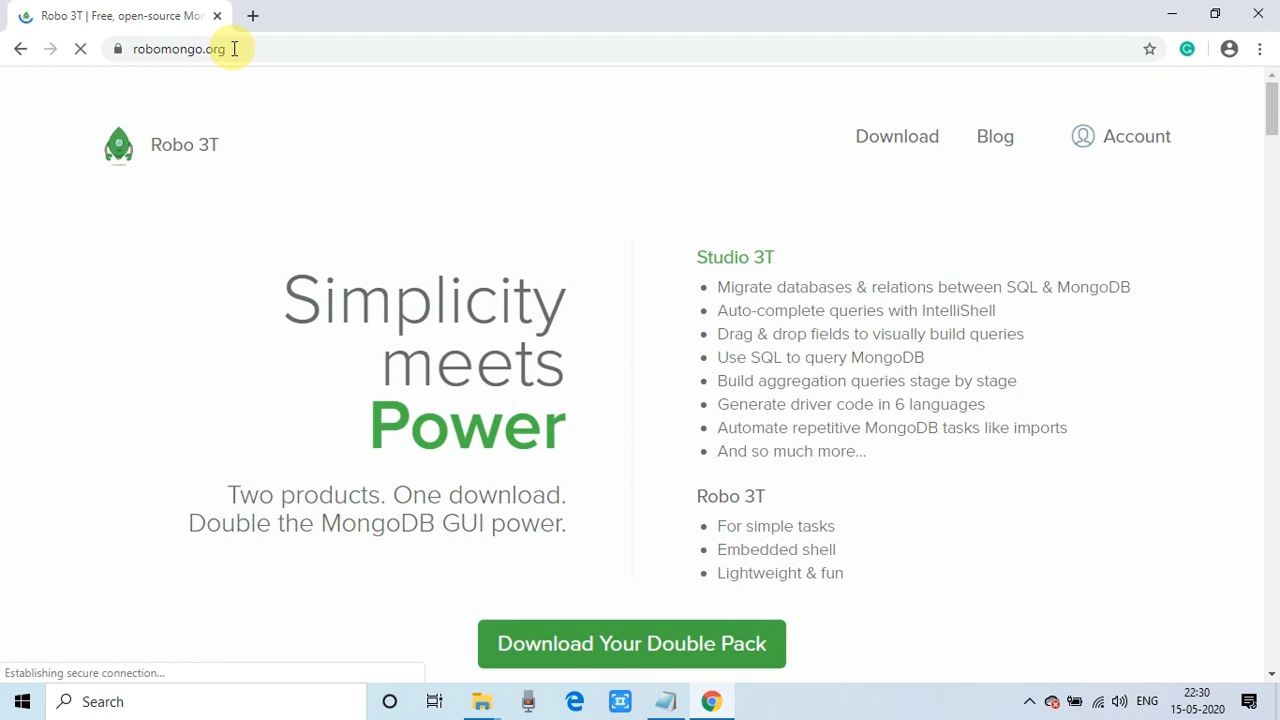 Robo 3T | Free, open-source Mor
robomongo.org
Robo 3T
Download
Blog
Account
Simplicity
meets
Power
Two products. One download.
Double the MongoDB GUI power.
Studio 3T
Migrate databases & relations between SQL & MongoDB
Auto-complete queries with IntelliShell
Drag & drop fields to visually build queries
Use SQL to query MongoDB
Build aggregation queries stage by stage
Generate driver code in 6 languages
Automate repetitive MongoDB tasks like imports
And so much more...
Robo 3T
For simple tasks
Embedded shell
Lightweight & fun
Download Your Double Pack
Establishing secure connection...
Search
ENG
22:30
15-05-2020